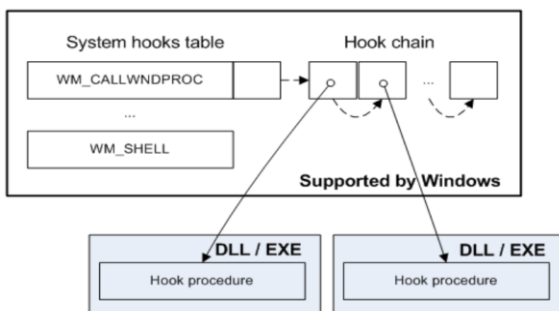 System hooks table
Hook chain
WM_CALLWNDPROC
...
...
WM_SHELL
Supported by Windows
DLL / EXE
Hook procedure
DLL / EXE
Hook procedure